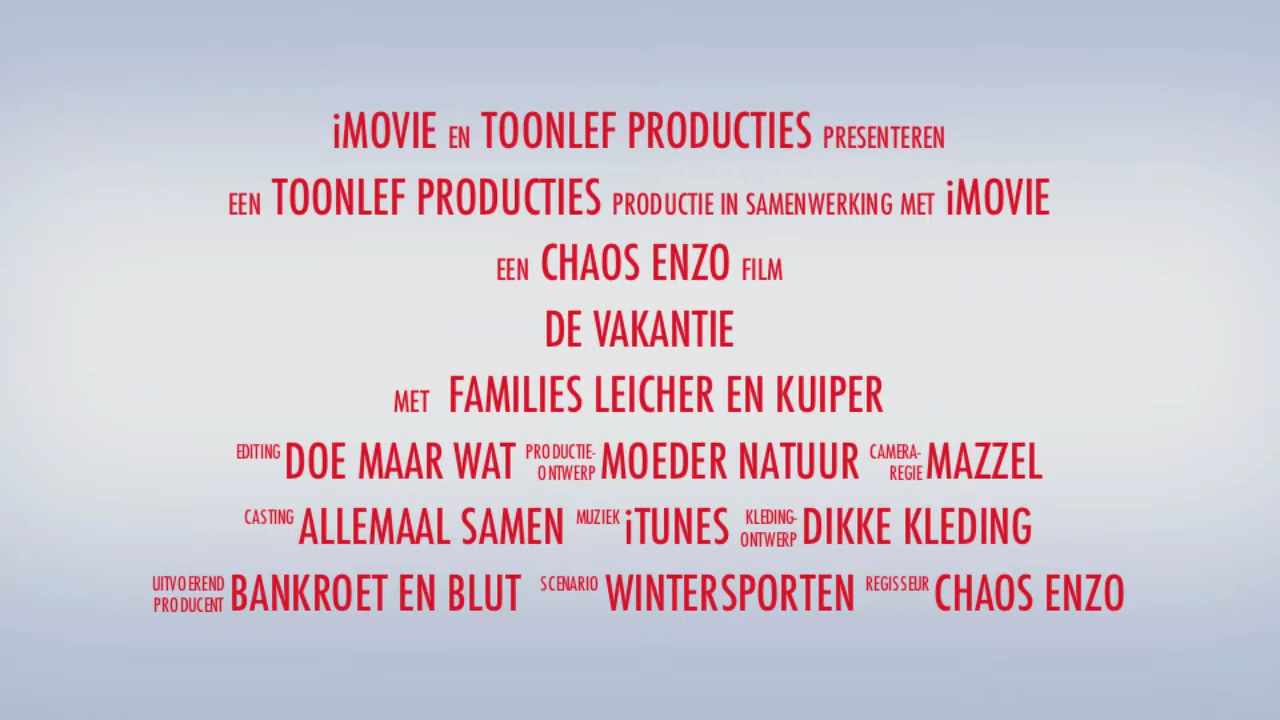 iMOVIE EN TOONLEF PRODUCTIES PRESENTEREN
EEN TOONLEF PRODUCTIES PRODUCTIE IN SAMENWERKING MET iMOVIE
EEN CHAOS ENZO FILM
DE VAKANTIE
MET FAMILIES LEICHER EN KUIPER
EDITING DOE MAAR WAT PRODUCTIE-ONTWERP MOEDER NATUUR CAMERA-REGIE MAZZEL
CASTING ALLEMAAL SAMEN MUZIEK iTUNES KLEDING-ONTWERP DIKKE KLEDING
UITVOEREND PRODUCENT BANKROET EN BLUT SCENARIO WINTERSPORTEN REGISSEUR CHAOS ENZO